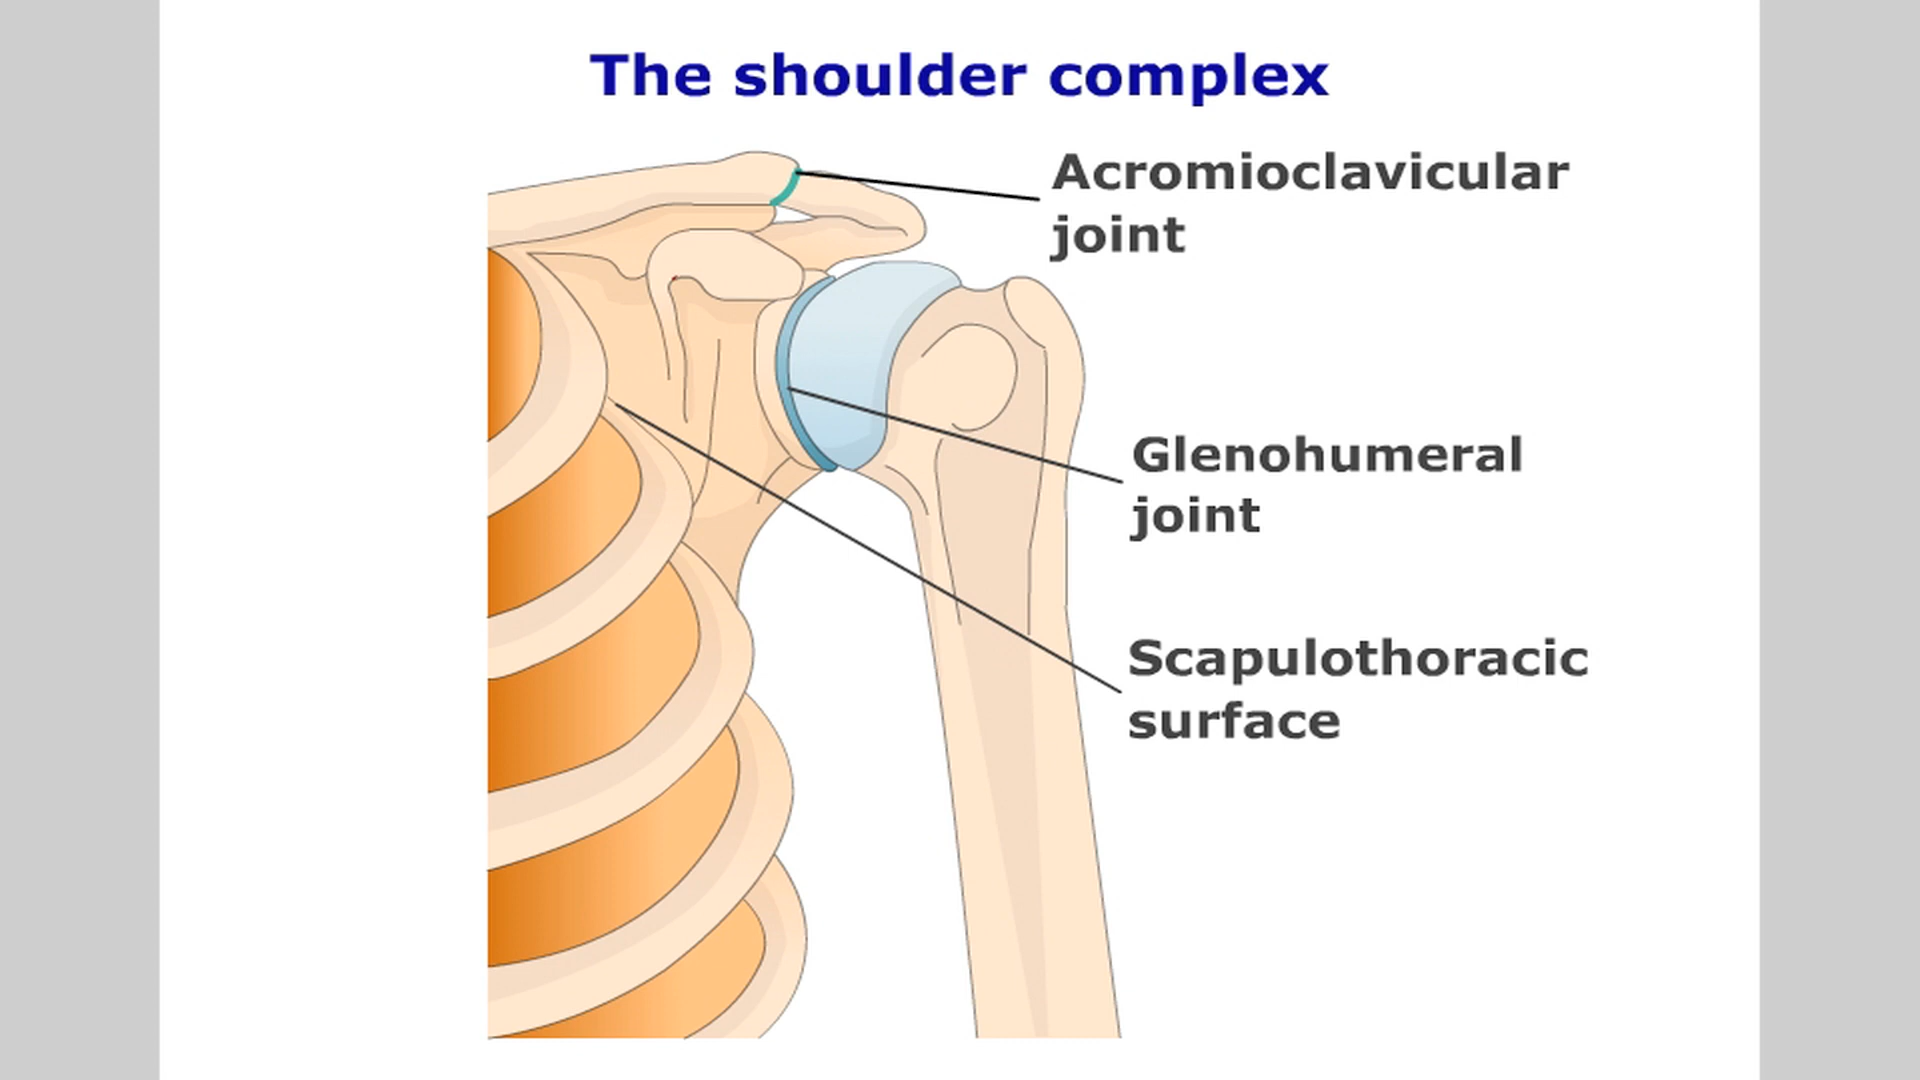 The shoulder complex
Acromioclavicular
joint
Glenohumeral
joint
Scapulothoracic
surface